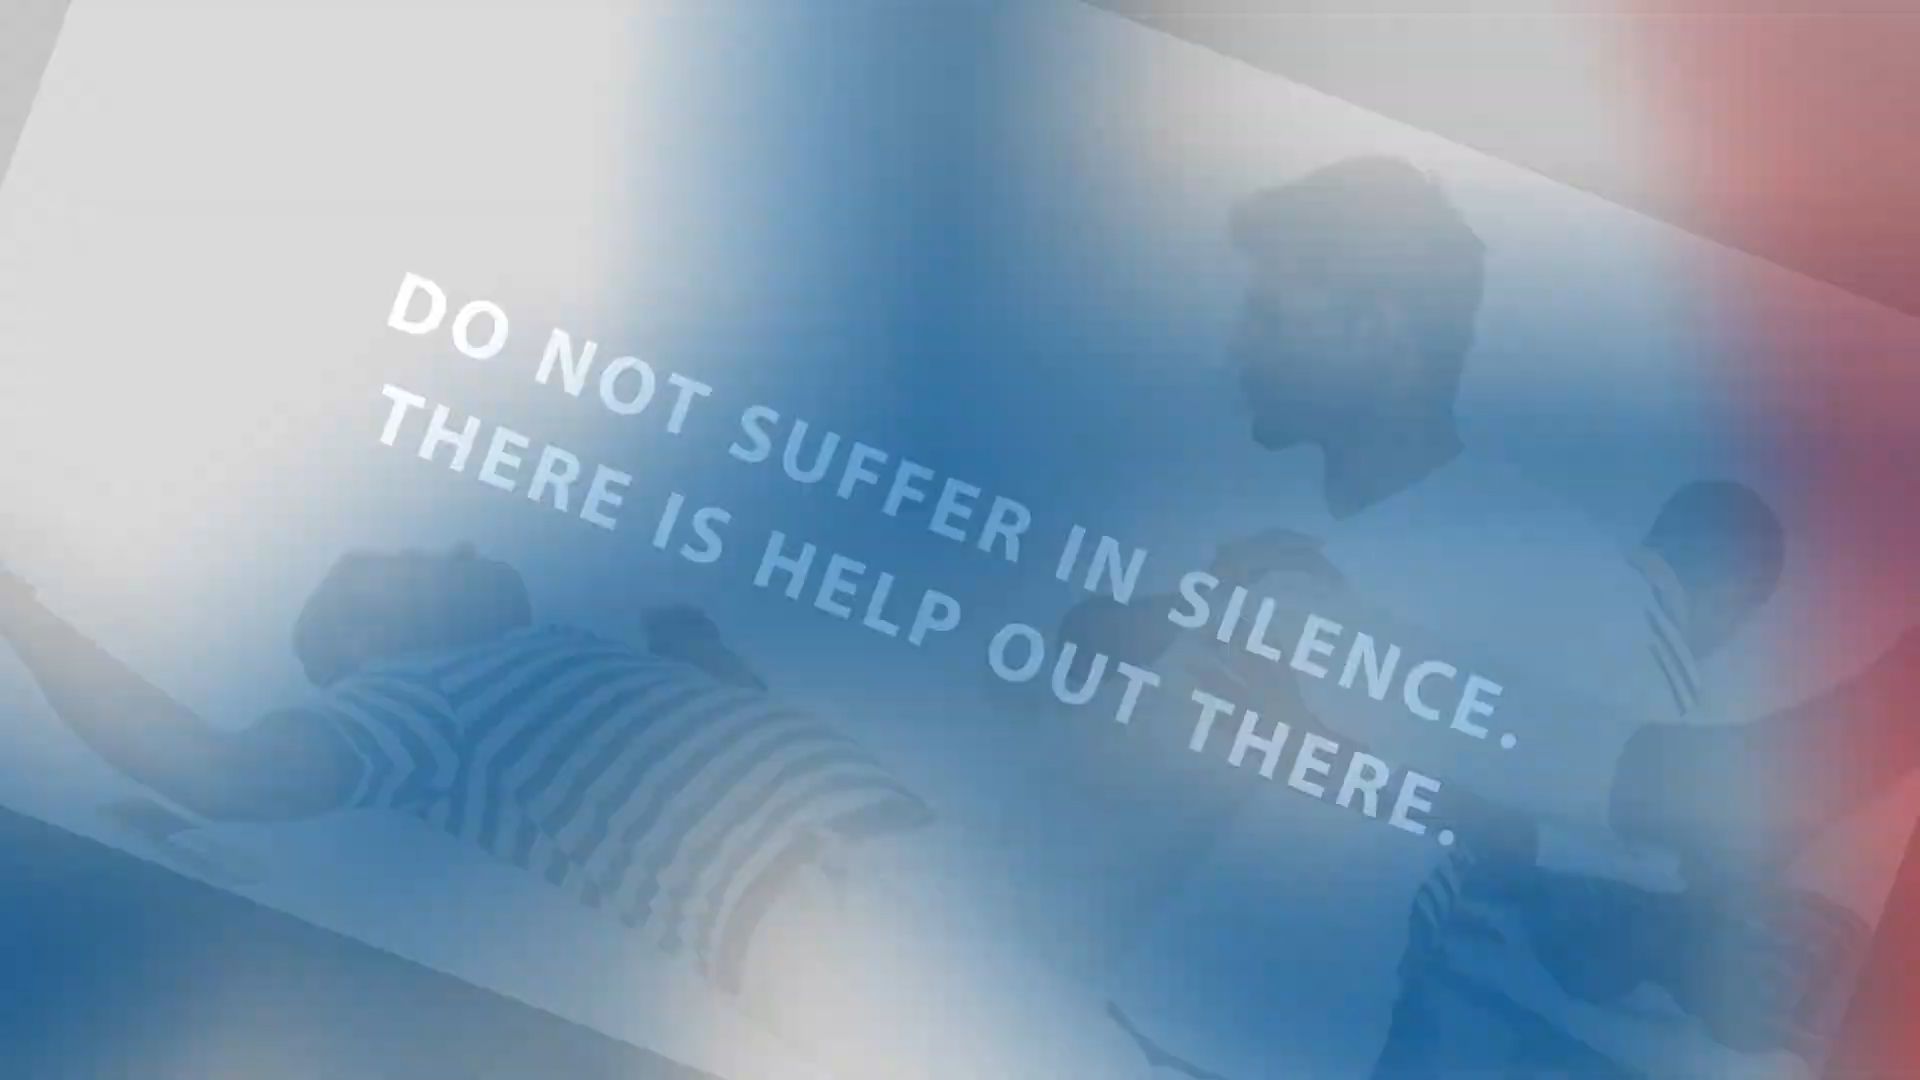 DO NOT SUFFER IN SILENCE.
THERE IS HELP OUT THERE.